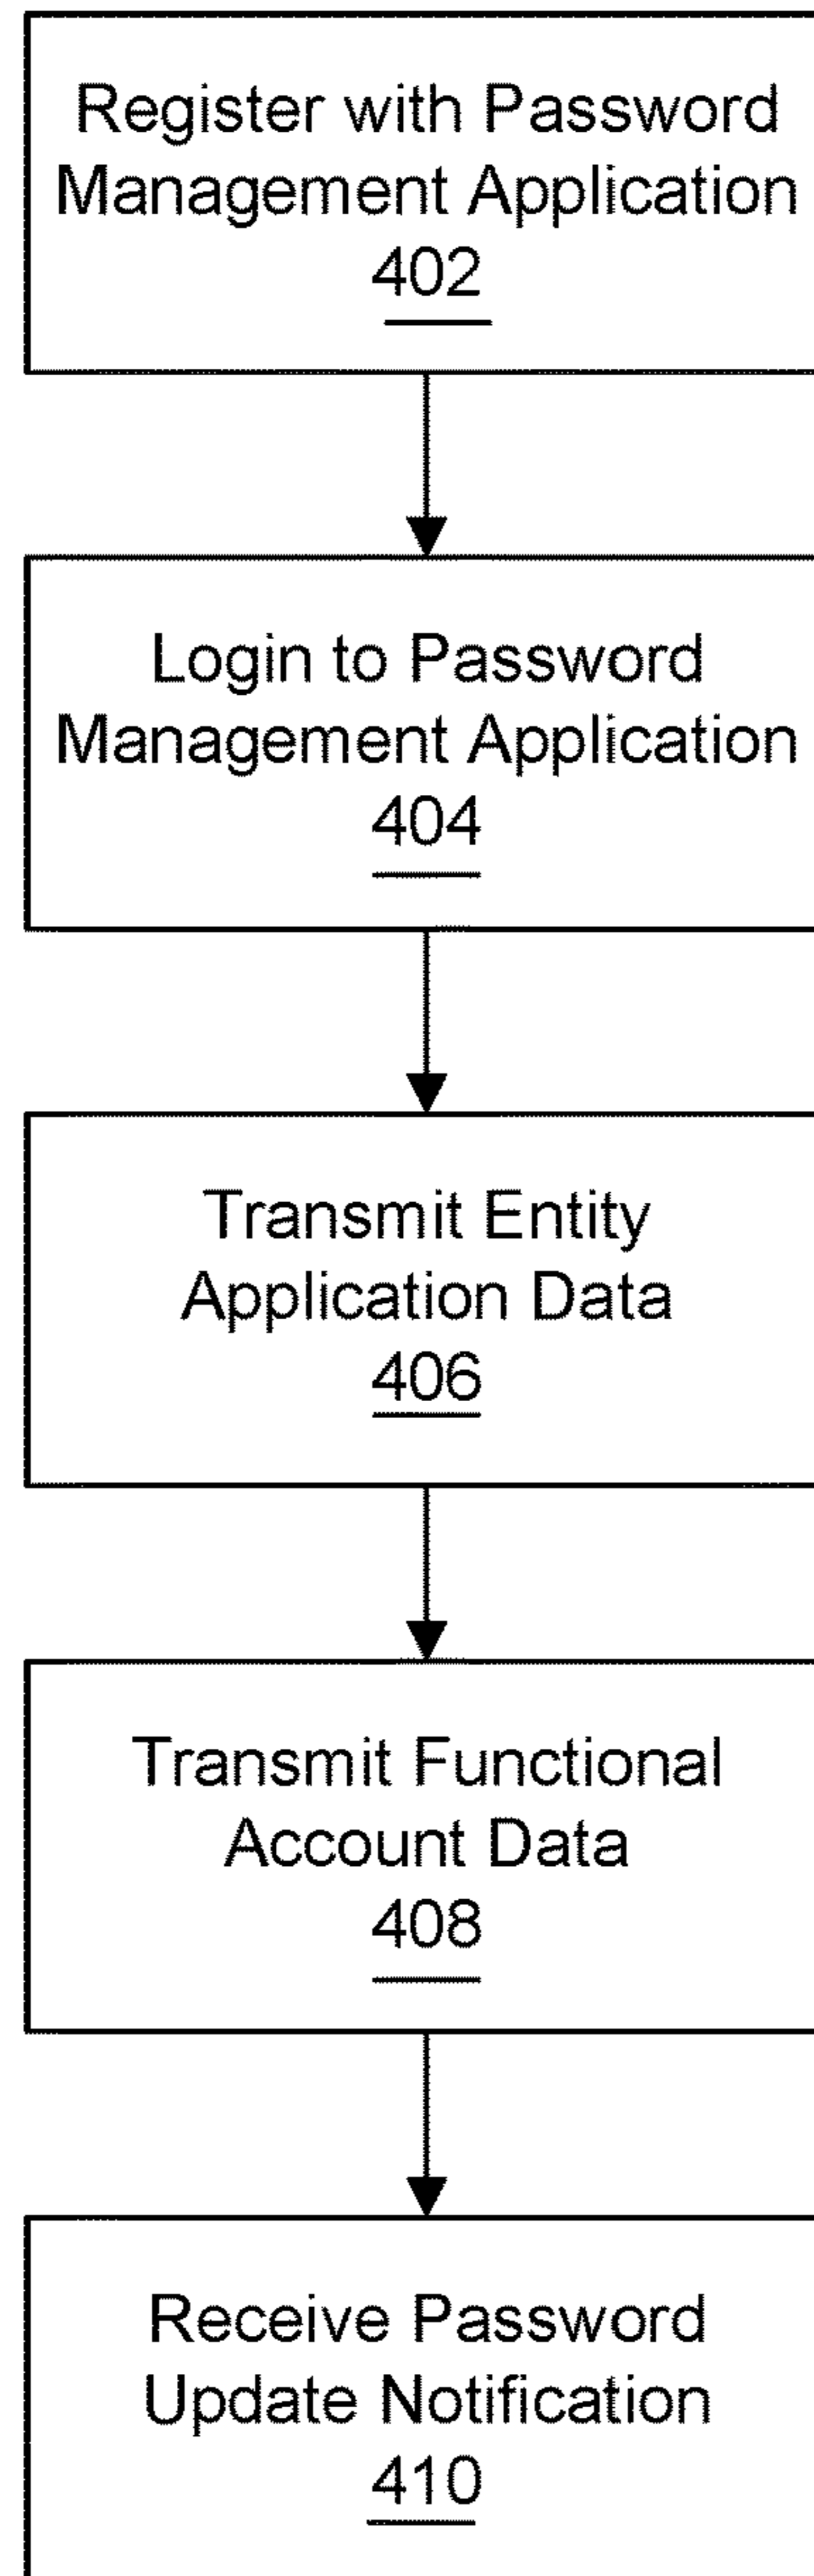 Register with Password
Management Application
402
Login to Password
Management Application
404
Transmit Entity
Application Data
406
Transmit Functional
Account Data
408
Receive Password
Update Notification
410